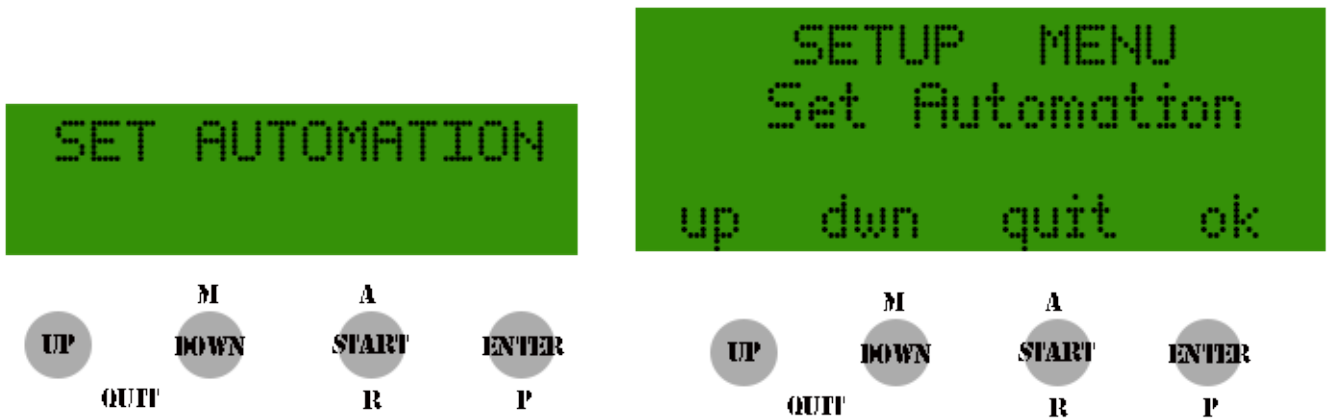 SET AUTOMATION
M A
UP DOWN START ENTER
QUIT R P
SETUP MENU
Set Automation
up dwn quit ok
M A
UP DOWN START ENTER
QUIT R P